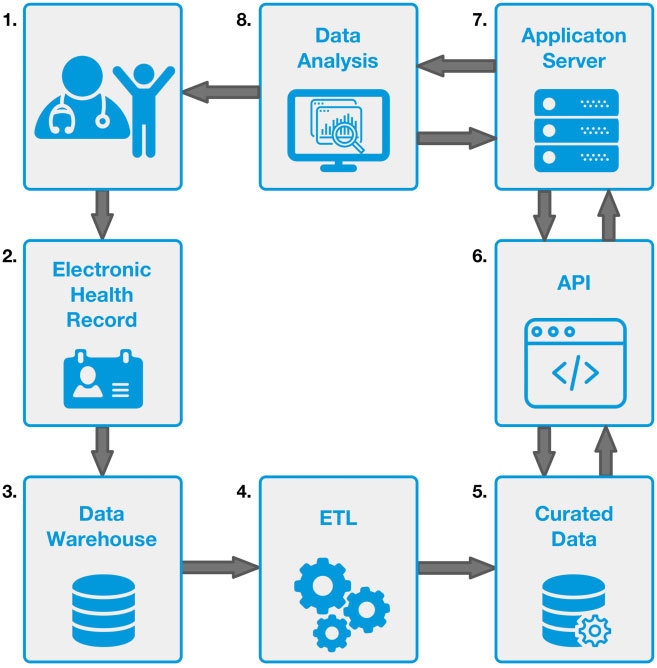 1.
8.
Data
Analysis
7.
Applicaton
Server
2.
Electronic
Health
Record
6.
API
</>
3.
Data
Warehouse
4.
ETL
5.
Curated
Data